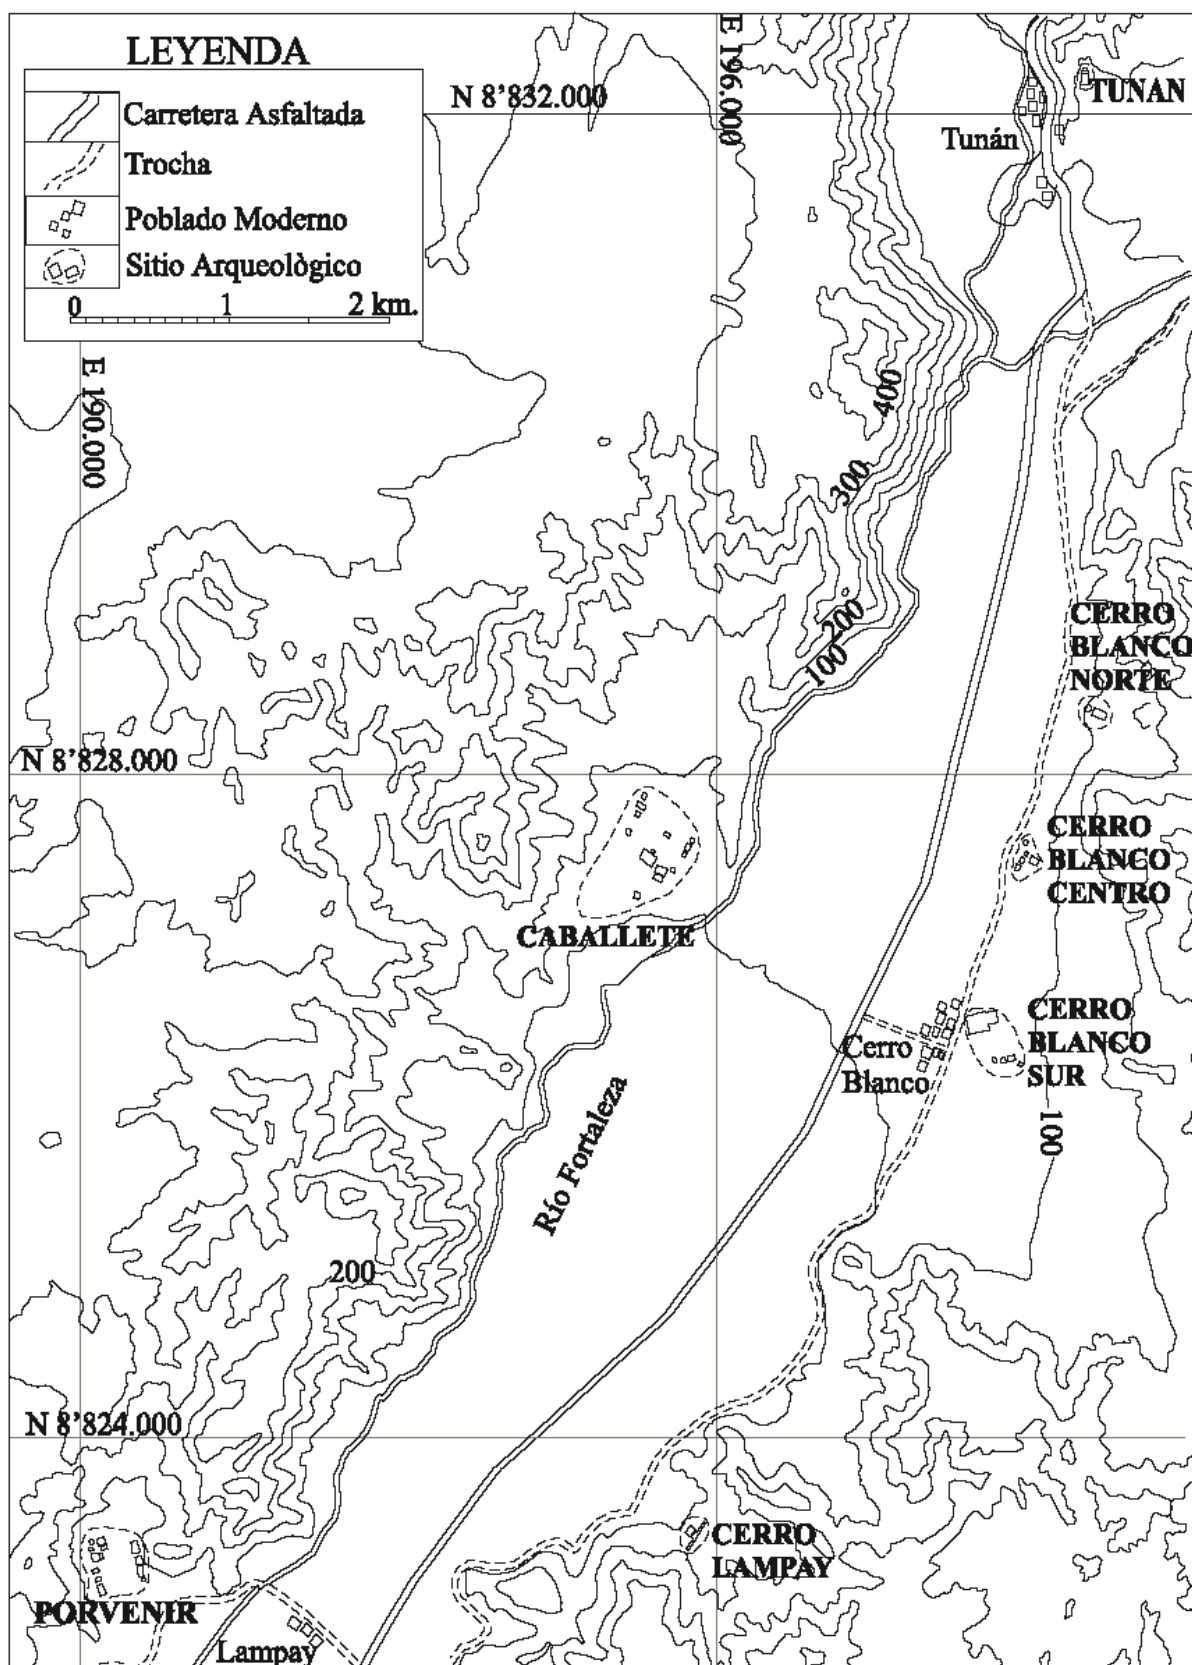 LEYENDA
Carretera Asfaltada
Trocha
Poblado Moderno
Sitio Arqueològico
0 1 2 km.
N 8'832.000
E 196.000
TUNAN
Tunán
E 190.000
400
300
200
100
CERRO
BLANCO
NORTE
N 8'828.000
CERRO
BLANCO
CENTRO
CABALLETE
CERRO
BLANCO
SUR
Cerro
Blanco
Río Fortaleza
100
200
N 8'824.000
CERRO
LAMPAY
PORVENIR
Lampay